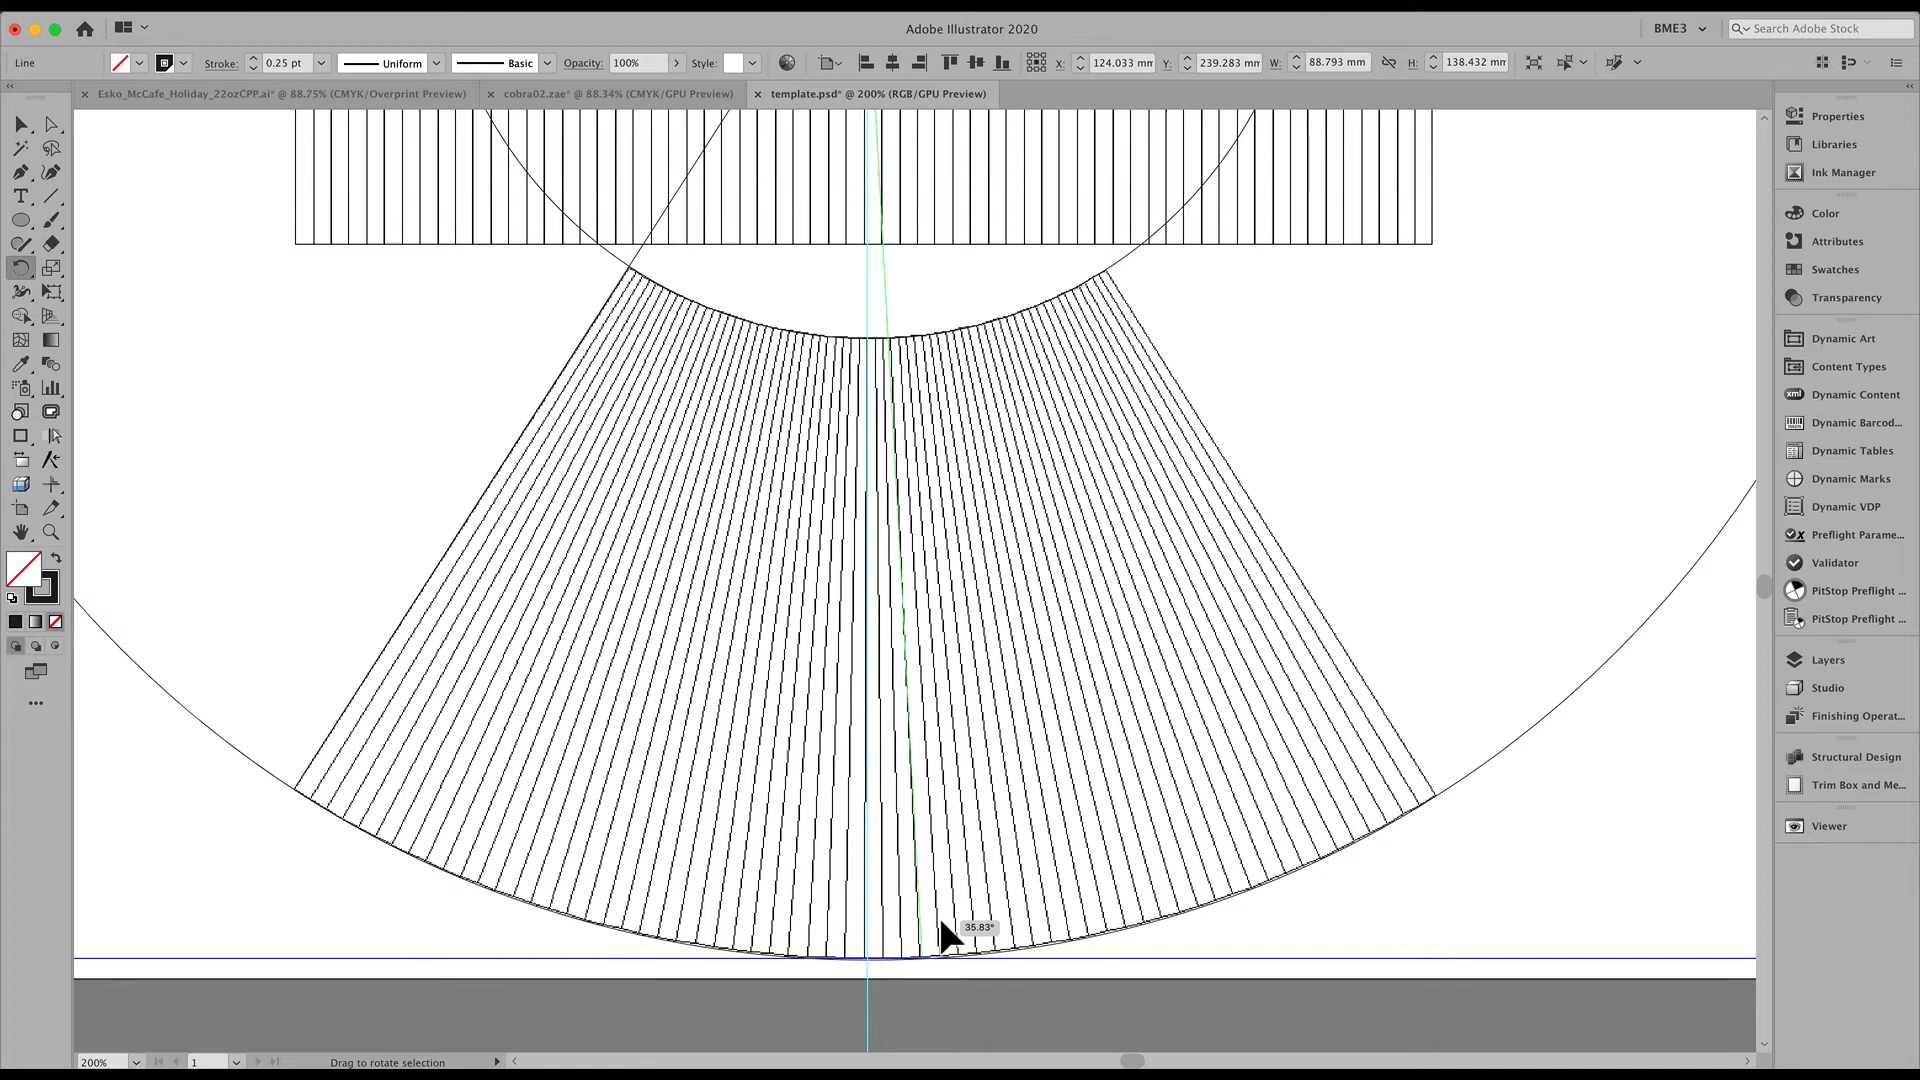 Adobe Illustrator 2020
BME3
Search Adobe Stock
Line
Stroke:
0.25 pt
Uniform
Basic
Opacity:
100%
Style:
X:
124.033 mm
Y:
239.283 mm
W:
88.793 mm
H:
138.432 mm
Esko_McCafe_Holiday_22ozCPP.ai* @ 88.75% (CMYK/Overprint Preview)
cobra02.zae* @ 88.34% (CMYK/GPU Preview)
template.psd* @ 200% (RGB/GPU Preview)
Properties
Libraries
Ink Manager
Color
Attributes
Swatches
Transparency
Dynamic Art
Content Types
xml
Dynamic Content
Dynamic Barcod...
Dynamic Tables
Dynamic Marks
Dynamic VDP
Preflight Parame...
Validator
PitStop Preflight ...
PitStop Preflight ...
Layers
Studio
Finishing Operat...
Structural Design
Trim Box and Me...
Viewer
35.83°
200%
1
Drag to rotate selection